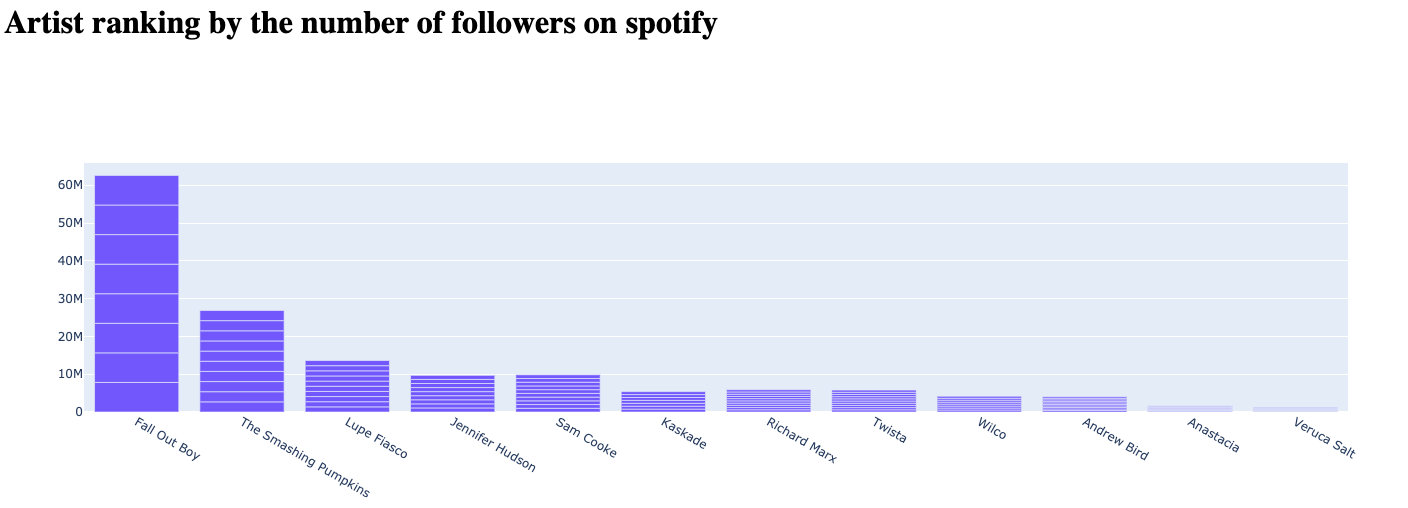 Artist ranking by the number of followers on spotify
60M
50M
40M
30M
20M
10M
0
Fall Out Boy
The Smashing Pumpkins
Lupe Fiasco
Jennifer Hudson
Sam Cooke
Kaskade
Richard Marx
Twista
Wilco
Andrew Bird
Anastacia
Veruca Salt